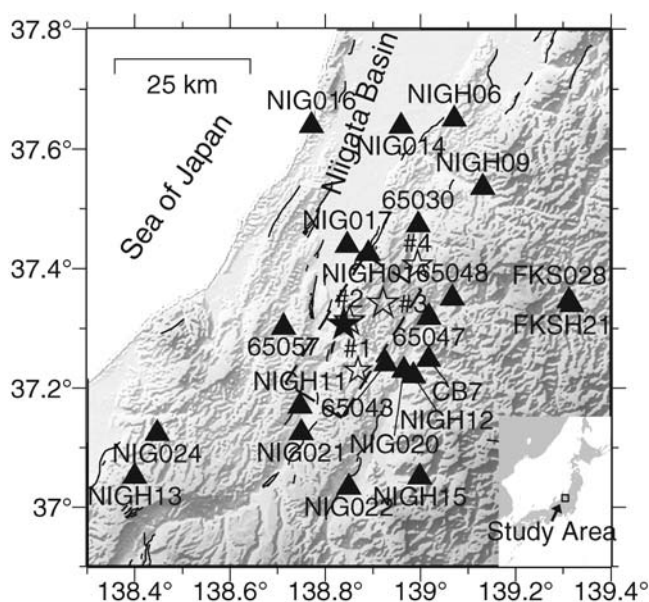 37.8°
25 km
NIG016
NIGH06
Niigata Basin
37.6°
NIG014
NIGH09
Sea of Japan
65030
NIG017
#4
37.4°
NIGH01
65048
FKS028
#2
#3
65057
#1
65047
FKSH21
37.2°
NIGH11
65043
CB7
NIGH12
NIG024
NIG021
NIG020
NIGH13
NIG022
NIGH15
37°
Study Area
138.4°
138.6°
138.8°
139°
139.2°
139.4°